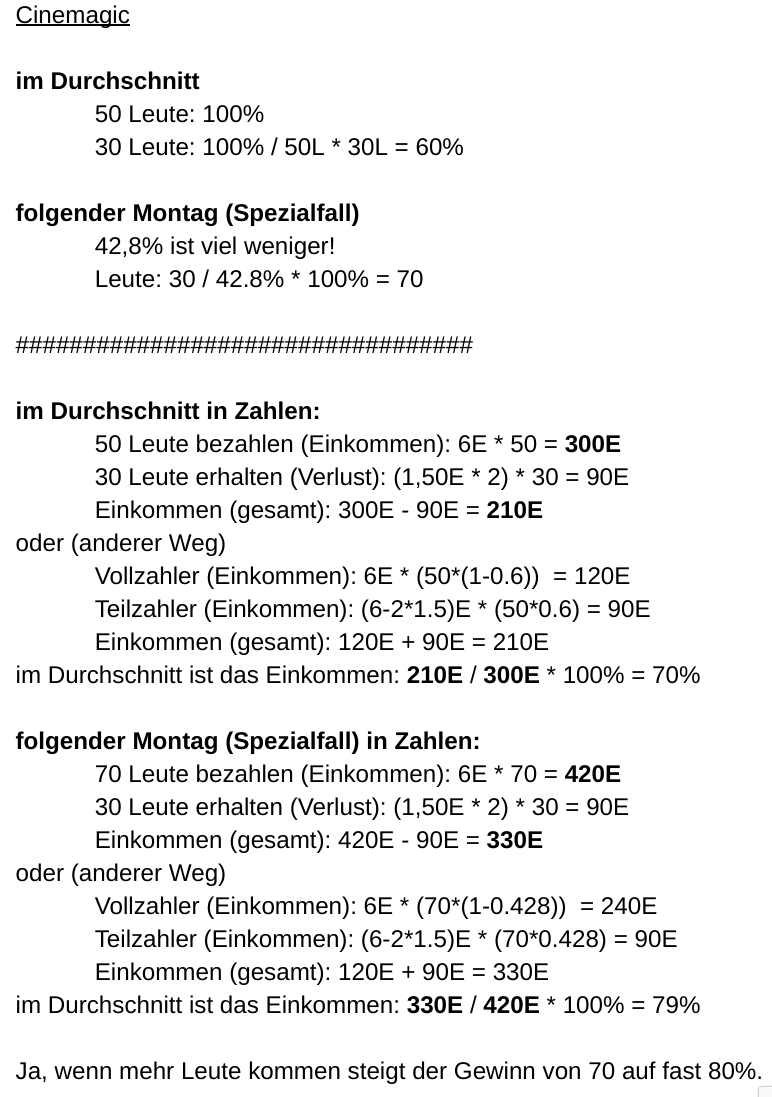 Cinemagic
im Durchschnitt
50 Leute: 100%
30 Leute: 100% / 50L * 30L = 60%
folgender Montag (Spezialfall)
42,8% ist viel weniger!
Leute: 30 / 42.8% * 100% = 70
##################################
im Durchschnitt in Zahlen:
50 Leute bezahlen (Einkommen): 6E * 50 = 300E
30 Leute erhalten (Verlust): (1,50E * 2) * 30 = 90E
Einkommen (gesamt): 300E - 90E = 210E
oder (anderer Weg)
Vollzahler (Einkommen): 6E * (50*(1-0.6))  = 120E
Teilzahler (Einkommen): (6-2*1.5)E * (50*0.6) = 90E
Einkommen (gesamt): 120E + 90E = 210E
im Durchschnitt ist das Einkommen: 210E / 300E * 100% = 70%
folgender Montag (Spezialfall) in Zahlen:
70 Leute bezahlen (Einkommen): 6E * 70 = 420E
30 Leute erhalten (Verlust): (1,50E * 2) * 30 = 90E
Einkommen (gesamt): 420E - 90E = 330E
oder (anderer Weg)
Vollzahler (Einkommen): 6E * (70*(1-0.428))  = 240E
Teilzahler (Einkommen): (6-2*1.5)E * (70*0.428) = 90E
Einkommen (gesamt): 120E + 90E = 330E
im Durchschnitt ist das Einkommen: 330E / 420E * 100% = 79%
Ja, wenn mehr Leute kommen steigt der Gewinn von 70 auf fast 80%.